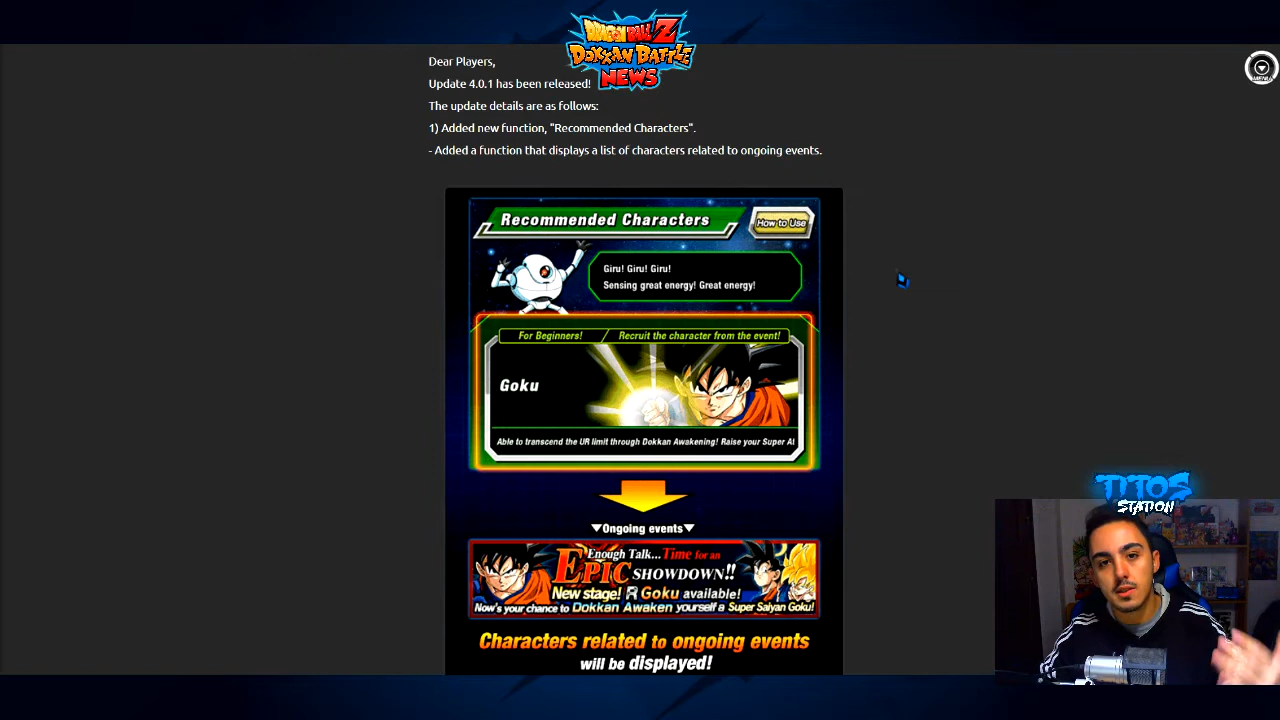 DRAGON BALL Z
DOKKAN BATTLE
NEWS
Dear Players,
Update 4.0.1 has been released!
The update details are as follows:
1) Added new function, "Recommended Characters".
- Added a function that displays a list of characters related to ongoing events.
MENU
Recommended Characters
How to Use
Giru! Giru! Giru!
Sensing great energy! Great energy!
For Beginners! / Recruit the character from the event!
Goku
Able to transcend the UR limit through Dokkan Awakening! Raise your Super At
▼Ongoing events▼
Enough Talk...Time for an
EPIC SHOWDOWN!!
New stage! R Goku available!
Now's your chance to Dokkan Awaken yourself a Super Saiyan Goku!
Characters related to ongoing events
will be displayed!
TITOS
STATION